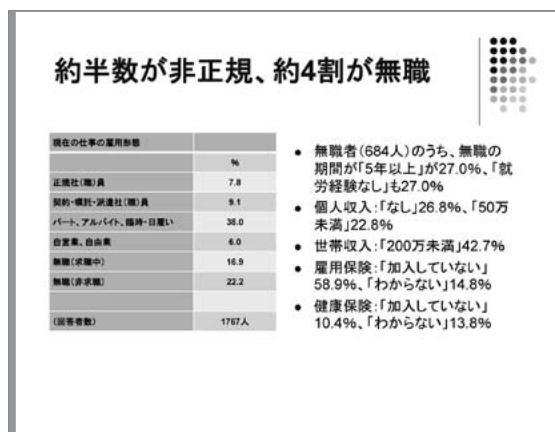 約半数が非正規、約4割が無職
現在の仕事の雇用形態
%
正規社(職)員 7.8
契約・嘱託・派遣社(職)員 9.1
パート、アルバイト、臨時・日雇い 38.0
自営業、自由業 6.0
無職(求職中) 16.9
無職(非求職) 22.2
(回答者数) 1767人
● 無職者(684人)のうち、無職の
期間が「5年以上」が27.0%、「就
労経験なし」も27.0%
● 個人収入:「なし」26.8%、「50万
未満」22.8%
● 世帯収入:「200万未満」42.7%
● 雇用保険:「加入していない」
58.9%、「わからない」14.8%
● 健康保険:「加入していない」
10.4%、「わからない」13.8%